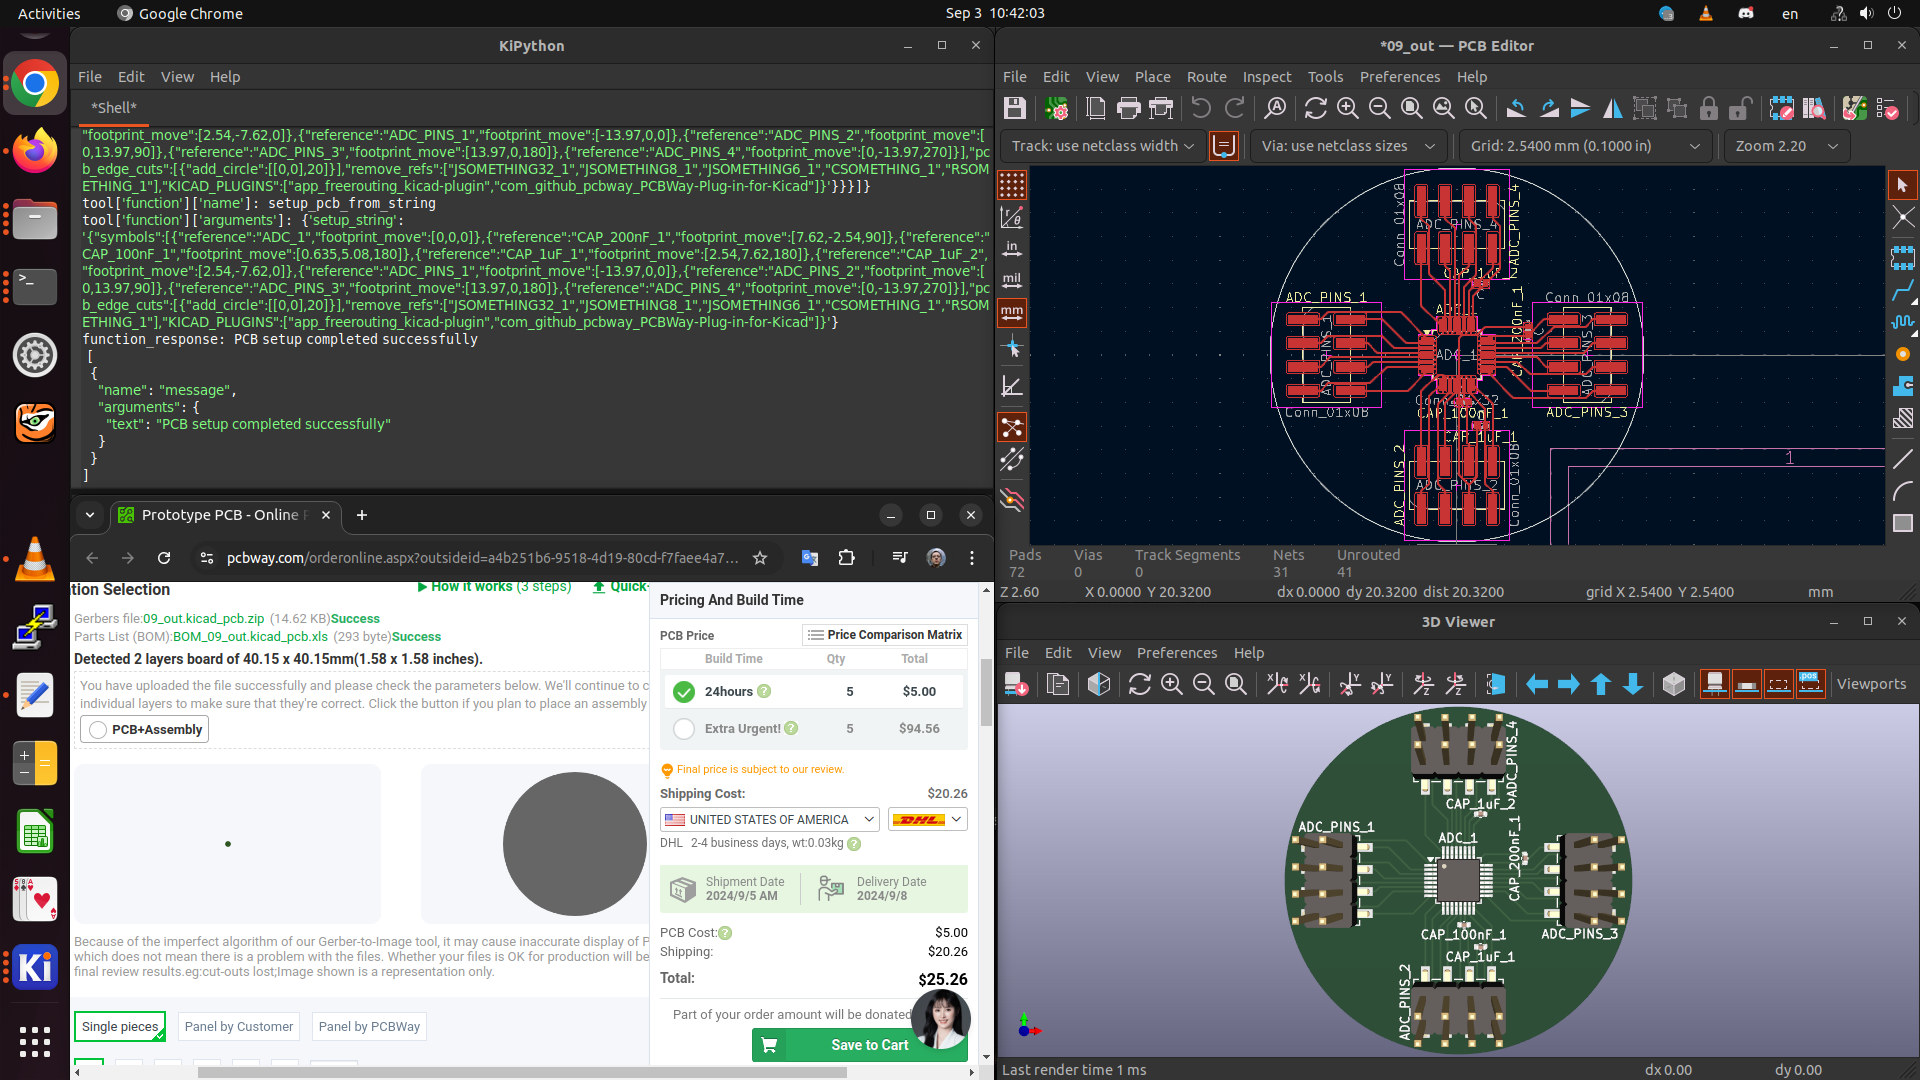 Activities
Google Chrome
Sep 3 10:42:03
en
KiPython
File Edit View Help
*Shell*
"footprint_move":[2.54,-7.62,0]},{"reference":"ADC_PINS_1","footprint_move":[-13.97,0,0]},{"reference":"ADC_PINS_2","footprint_move":[
0,13.97,90]},{"reference":"ADC_PINS_3","footprint_move":[13.97,0,180]},{"reference":"ADC_PINS_4","footprint_move":[0,-13.97,270]}],"pc
b_edge_cuts":[{"add_circle":[[0,0],20]}],"remove_refs":["JSOMETHING32_1","JSOMETHING8_1","JSOMETHING6_1","CSOMETHING_1","RSOM
ETHING_1"],"KICAD_PLUGINS":["app_freerouting_kicad-plugin","com_github_pcbway_PCBWay-Plug-in-for-Kicad"]}'}}}]}
tool['function']['name']: setup_pcb_from_string
tool['function']['arguments']: {'setup_string':
'{"symbols":[{"reference":"ADC_1","footprint_move":[0,0,0]},{"reference":"CAP_200nF_1","footprint_move":[7.62,-2.54,90]},{"reference":"
CAP_100nF_1","footprint_move":[0.635,5.08,180]},{"reference":"CAP_1uF_1","footprint_move":[2.54,7.62,180]},{"reference":"CAP_1uF_2",
"footprint_move":[2.54,-7.62,0]},{"reference":"ADC_PINS_1","footprint_move":[-13.97,0,0]},{"reference":"ADC_PINS_2","footprint_move":[
0,13.97,90]},{"reference":"ADC_PINS_3","footprint_move":[13.97,0,180]},{"reference":"ADC_PINS_4","footprint_move":[0,-13.97,270]}],"pc
b_edge_cuts":[{"add_circle":[[0,0],20]}],"remove_refs":["JSOMETHING32_1","JSOMETHING8_1","JSOMETHING6_1","CSOMETHING_1","RSOM
ETHING_1"],"KICAD_PLUGINS":["app_freerouting_kicad-plugin","com_github_pcbway_PCBWay-Plug-in-for-Kicad"]}'}
function_response: PCB setup completed successfully
[
{
"name": "message",
"arguments": {
"text": "PCB setup completed successfully"
}
}
]
Prototype PCB - Online
pcbway.com/orderonline.aspx?outsideid=a4b251b6-9518-4d19-80cd-f7faee4a7...
tion Selection
How it works (3 steps)
Quick-
Gerbers file:09_out.kicad_pcb.zip (14.62 KB)Success
Parts List (BOM):BOM_09_out.kicad_pcb.xls (293 byte)Success
Detected 2 layers board of 40.15 x 40.15mm(1.58 x 1.58 inches).
You have uploaded the file successfully and please check the parameters below. We'll continue to c
individual layers to make sure that they're correct. Click the button if you plan to place an assembly
PCB+Assembly
Because of the imperfect algorithm of our Gerber-to-Image tool, it may cause inaccurate display of P
which does not mean there is a problem with the files. Whether your files is OK for production will be
final review results.eg:cut-outs lost;Image shown is a representation only.
Single pieces
Panel by Customer
Panel by PCBWay
Pricing And Build Time
PCB Price
Price Comparison Matrix
Build Time Qty Total
24hours 5 $5.00
Extra Urgent! 5 $94.56
Final price is subject to our review.
Shipping Cost: $20.26
UNITED STATES OF AMERICA
DHL
DHL 2-4 business days, wt:0.03kg
Shipment Date
2024/9/5 AM
Delivery Date
2024/9/8
PCB Cost: $5.00
Shipping: $20.26
Total: $25.26
Part of your order amount will be donated
Save to Cart
*09_out — PCB Editor
File Edit View Place Route Inspect Tools Preferences Help
Track: use netclass width
Via: use netclass sizes
Grid: 2.5400 mm (0.1000 in)
Zoom 2.20
in
mil
mm
Conn_01x08
ADC_PINS_4
ADC_PINS_4
ADC_PINS_1
Conn_01x08
CAP_200nF_1
ADC_1
ADC_PINS_3
Conn_01x08
CAP_100nF_1
ADC_PINS_3
CAP_1uF_1
ADC_PINS_2
ADC_PINS_2
Conn_01x08
1
Pads Vias Track Segments Nets Unrouted
72 0 0 31 41
Z 2.60 X 0.0000 Y 20.3200 dx 0.0000 dy 20.3200 dist 20.3200 grid X 2.5400 Y 2.5400 mm
3D Viewer
File Edit View Preferences Help
Viewports
ADC_PINS_4
CAP_1uF_2
ADC_PINS_1
ADC_1
CAP_200nF_1
CAP_100nF_1
ADC_PINS_3
CAP_1uF_1
ADC_PINS_2
Last render time 1 ms
dx 0.00
dy 0.00